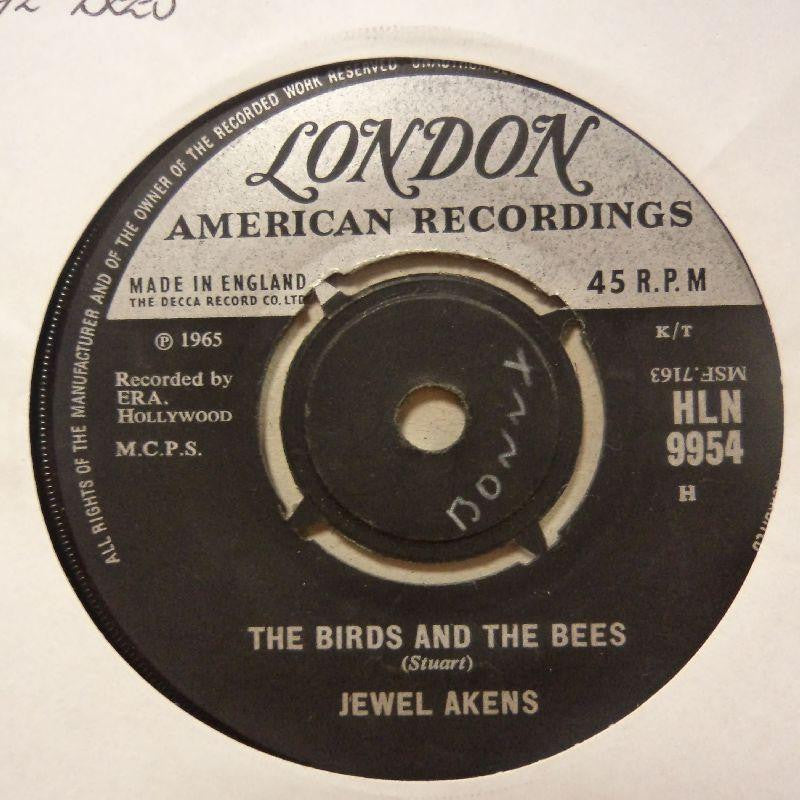 ALL RIGHTS OF THE MANUFACTURER AND OF THE OWNER OF THE RECORDED WORK RESERVED
LONDON
AMERICAN RECORDINGS
MADE IN ENGLAND
THE DECCA RECORD CO. LTD
45 R.P.M
℗ 1965
K/T
Recorded by
ERA.
HOLLYWOOD
MSF.7163
HLN
9954
M.C.P.S.
H
BONNY
THE BIRDS AND THE BEES
(Stuart)
JEWEL AKENS